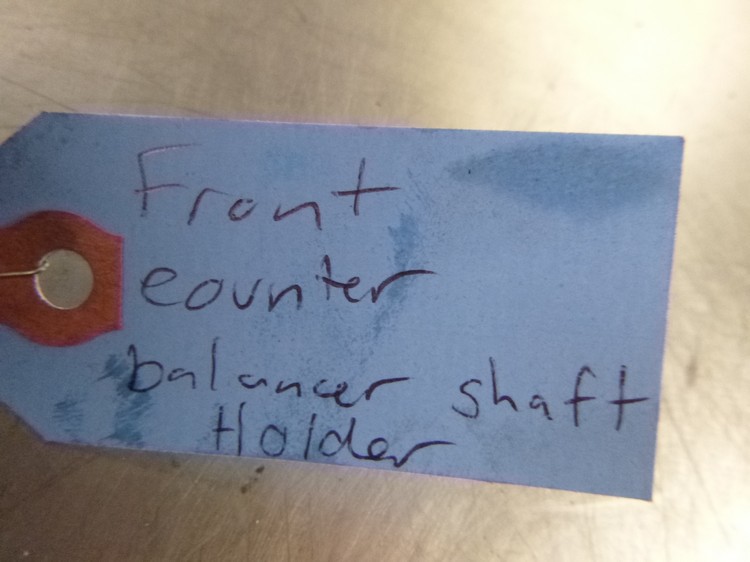 Front
counter
balancer shaft
Holder